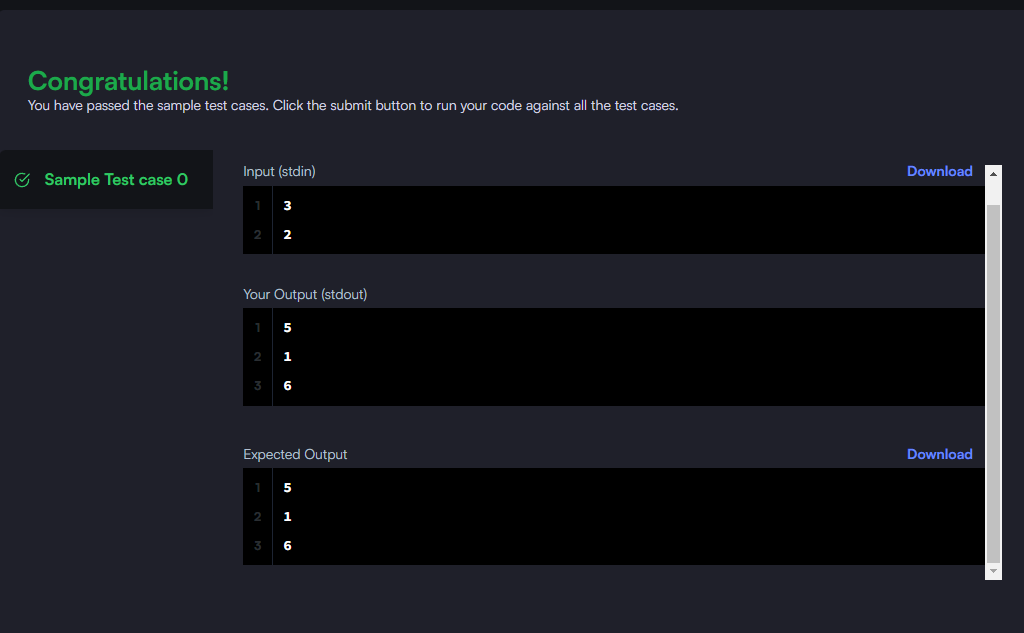 Congratulations!
You have passed the sample test cases. Click the submit button to run your code against all the test cases.
Sample Test case 0
Input (stdin)
Download
1 3
2 2
Your Output (stdout)
1 5
2 1
3 6
Expected Output
Download
1 5
2 1
3 6